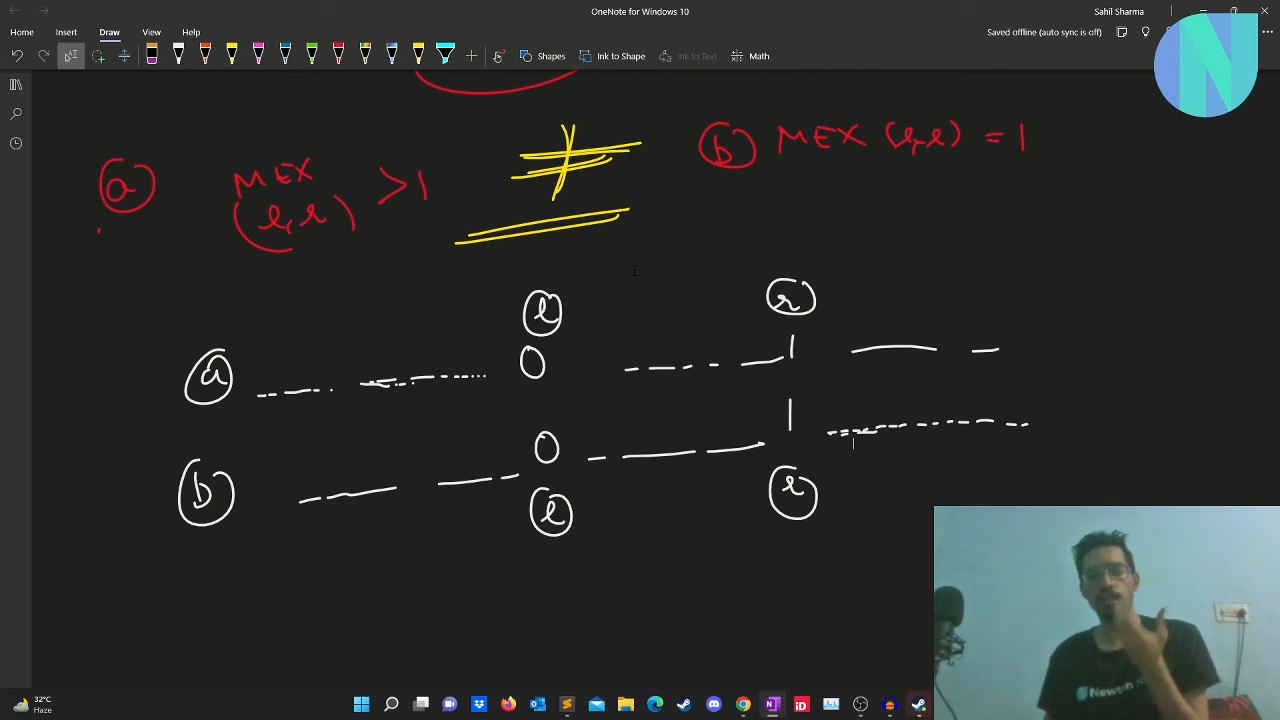 OneNote for Windows 10
Sahil Sharma
Home Insert Draw View Help
Saved offline (auto sync is off)
Shapes Ink to Shape Ink to Text Math
a MEX (l, r) > 1
b MEX (l, r) = 1
l r
a 0 1
b 0 1
l r
Newton
32°C
Haze